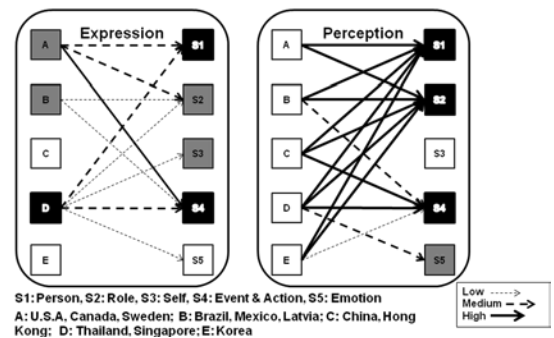 Expression
Perception
A S1 A S1
B S2 B S2
C S3 C S3
D S4 D S4
E S5 E S5
S1: Person, S2: Role, S3: Self, S4: Event & Action, S5: Emotion
A: U.S.A, Canada, Sweden; B: Brazil, Mexico, Latvia; C: China, Hong
Kong; D: Thailand, Singapore; E: Korea
Low
Medium
High